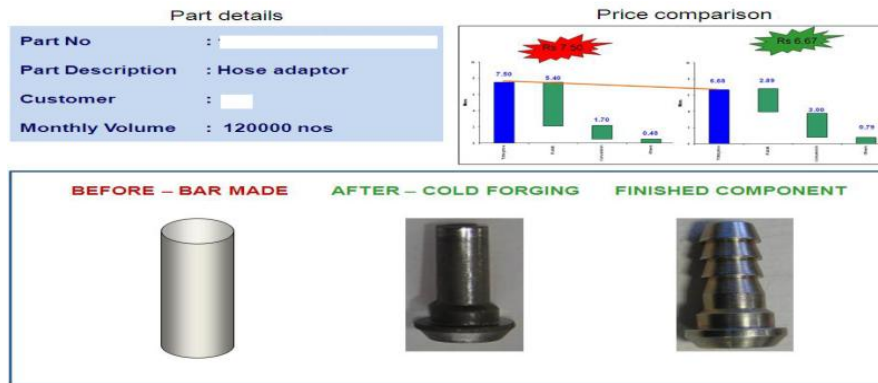 Part details
Price comparison
Part No :
Part Description : Hose adaptor
Customer :
Monthly Volume : 120000 nos
Rs 7.50
7.50
5.40
1.70
0.40
Rs 6.67
6.68
2.89
3.00
0.79
BEFORE – BAR MADE
AFTER – COLD FORGING
FINISHED COMPONENT